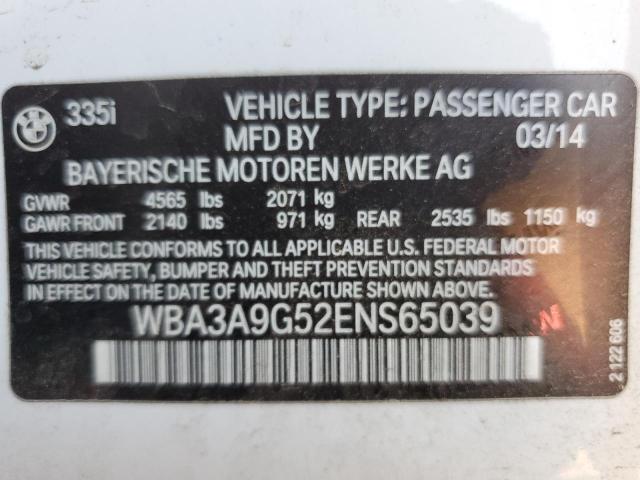 335i VEHICLE TYPE: PASSENGER CAR
MFD BY 03/14
BAYERISCHE MOTOREN WERKE AG
GVWR 4565 lbs 2071 kg
GAWR FRONT 2140 lbs 971 kg REAR 2535 lbs 1150 kg
THIS VEHICLE CONFORMS TO ALL APPLICABLE U.S. FEDERAL MOTOR
VEHICLE SAFETY, BUMPER AND THEFT PREVENTION STANDARDS IN
EFFECT ON THE DATE OF MANUFACTURE SHOWN ABOVE.
WBA3A9G52ENS65039 N
2 122 606